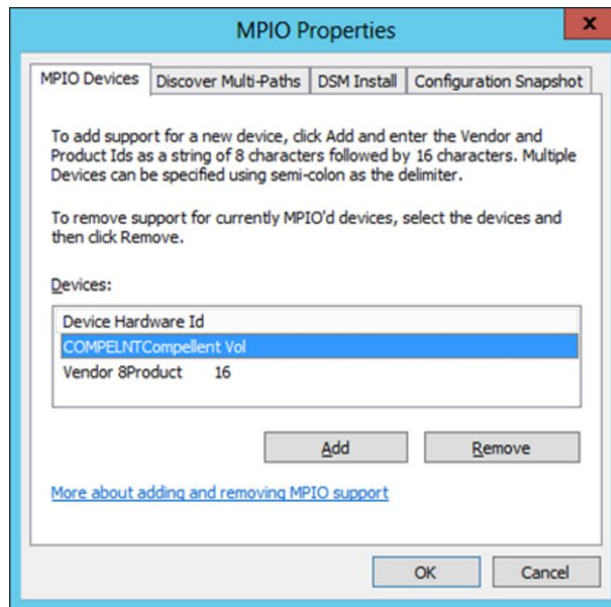 MPIO Properties
x
MPIO Devices Discover Multi-Paths DSM Install Configuration Snapshot
To add support for a new device, click Add and enter the Vendor and
Product Ids as a string of 8 characters followed by 16 characters. Multiple
Devices can be specified using semi-colon as the delimiter.
To remove support for currently MPIO'd devices, select the devices and
then click Remove.
Devices:
Device Hardware Id
COMPELNTCompellent Vol
Vendor 8Product 16
Add Remove
More about adding and removing MPIO support
OK Cancel